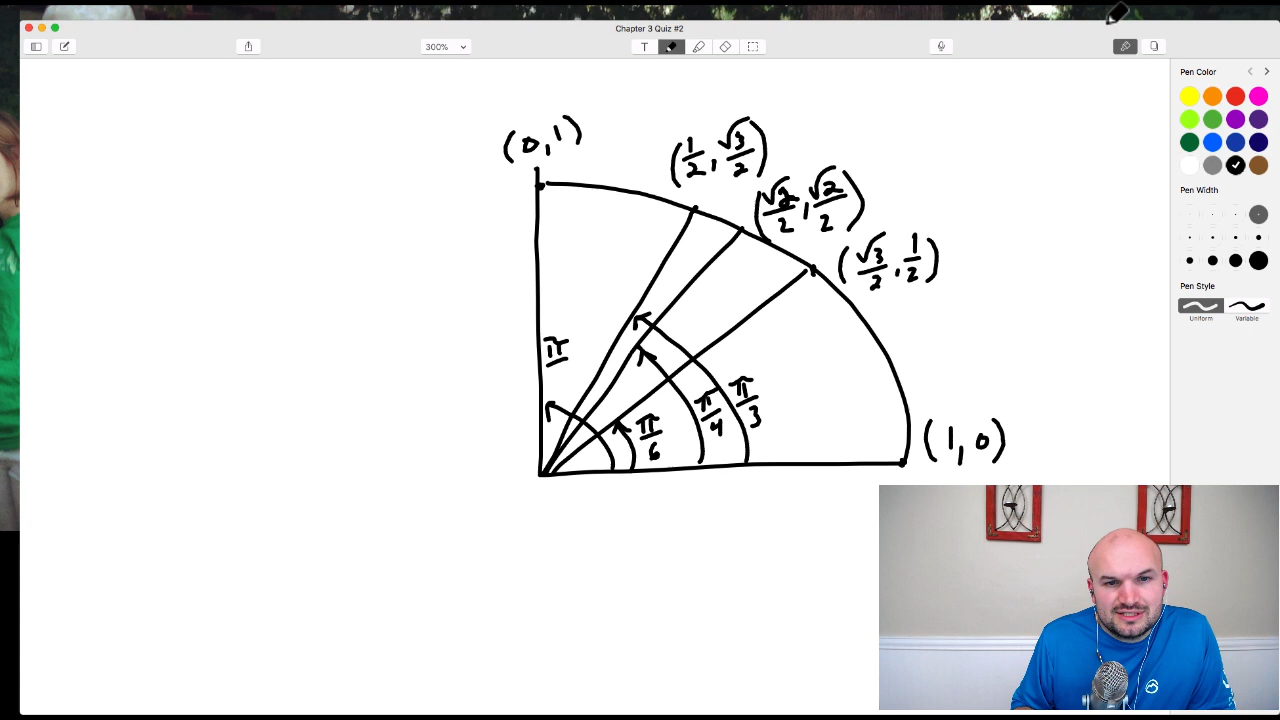 Chapter 3 Quiz #2
300%
T
Pen Color
Pen Width
Pen Style
Uniform Variable
(0,1)
(1/2, √3/2)
(√2/2, √2/2)
(√3/2, 1/2)
π
π/6
π/4
π/3
(1, 0)